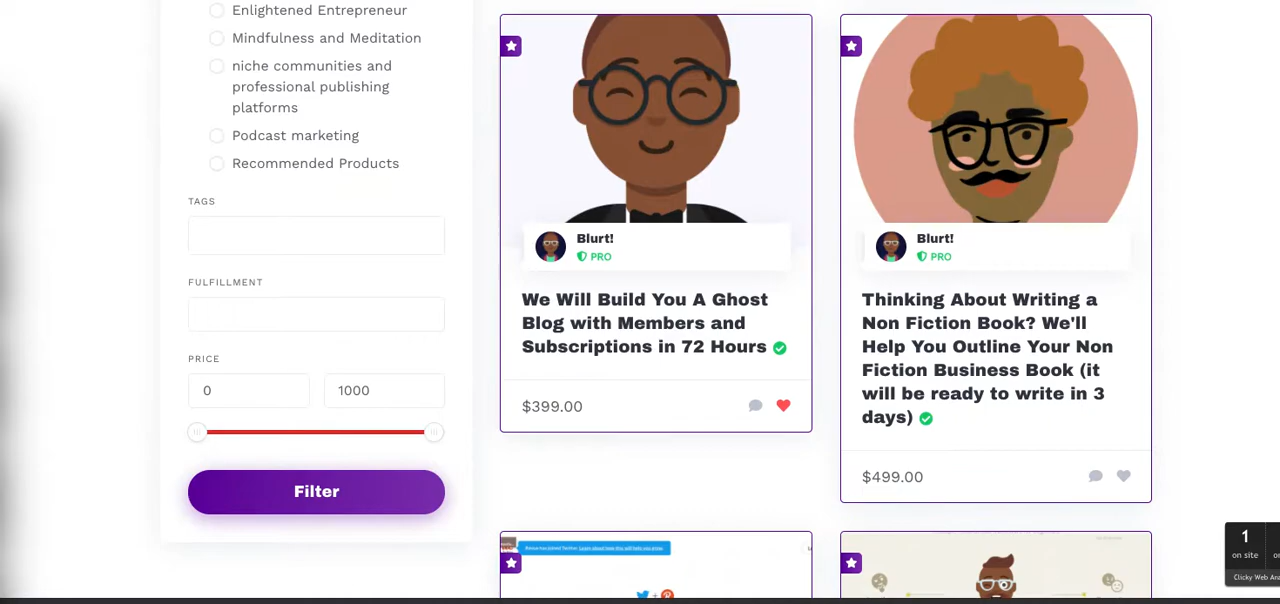 Enlightened Entrepreneur
Mindfulness and Meditation
niche communities and
professional publishing
platforms
Podcast marketing
Recommended Products
TAGS
FULFILLMENT
PRICE
0
1000
Filter
Blurt!
PRO
We Will Build You A Ghost
Blog with Members and
Subscriptions in 72 Hours
$399.00
Blurt!
PRO
Thinking About Writing a
Non Fiction Book? We'll
Help You Outline Your Non
Fiction Business Book (it
will be ready to write in 3
days)
$499.00
1
on site
Clicky Web Ana